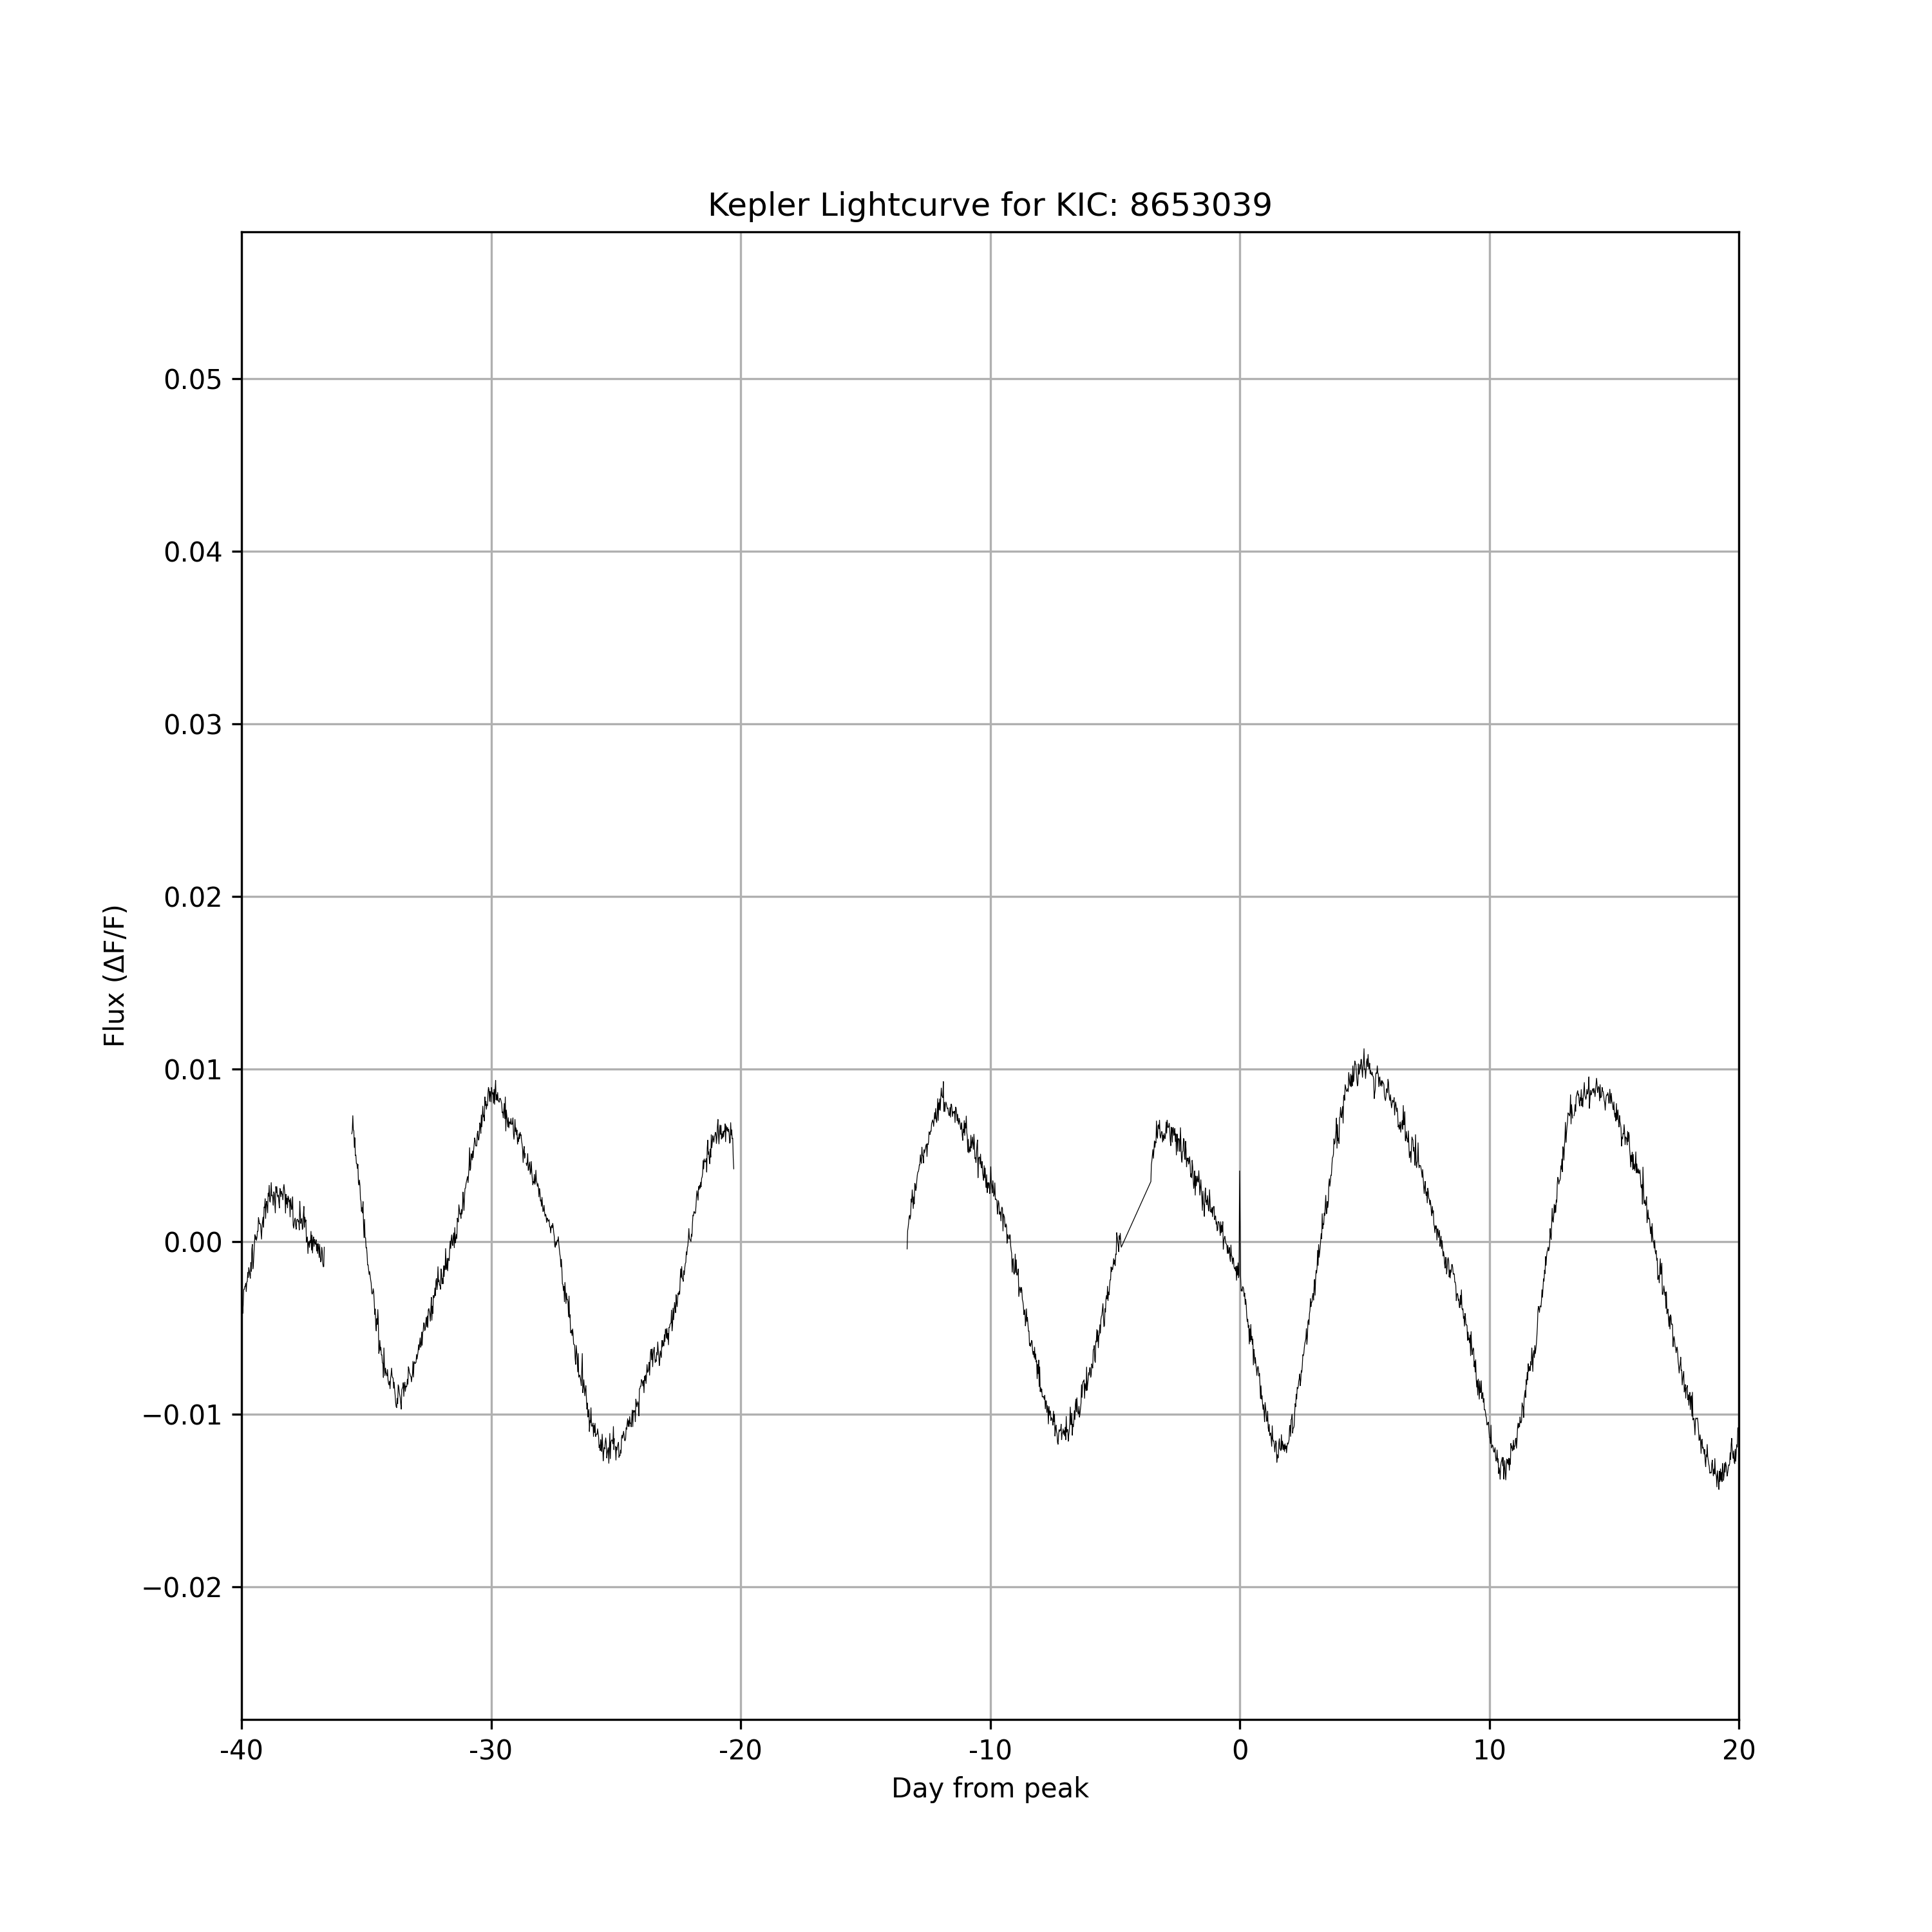 Kepler Lightcurve for KIC: 8653039
0.05
0.04
0.03
0.02
0.01
0.00
−0.01
−0.02
Flux (ΔF/F)
-40 -30 -20 -10 0 10 20
Day from peak